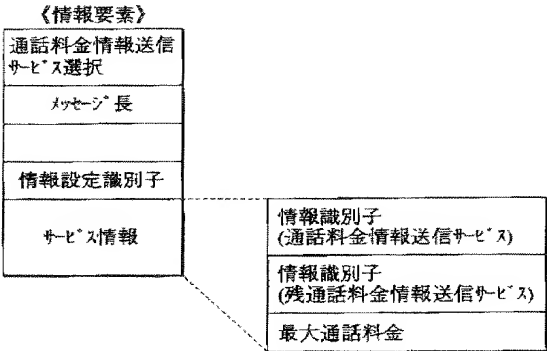 《情報要素》
通話料金情報送信
サービス選択
メッセージ長
情報設定識別子
サービス情報
情報識別子
(通話料金情報送信サービス)
情報識別子
(残通話料金情報送信サービス)
最大通話料金